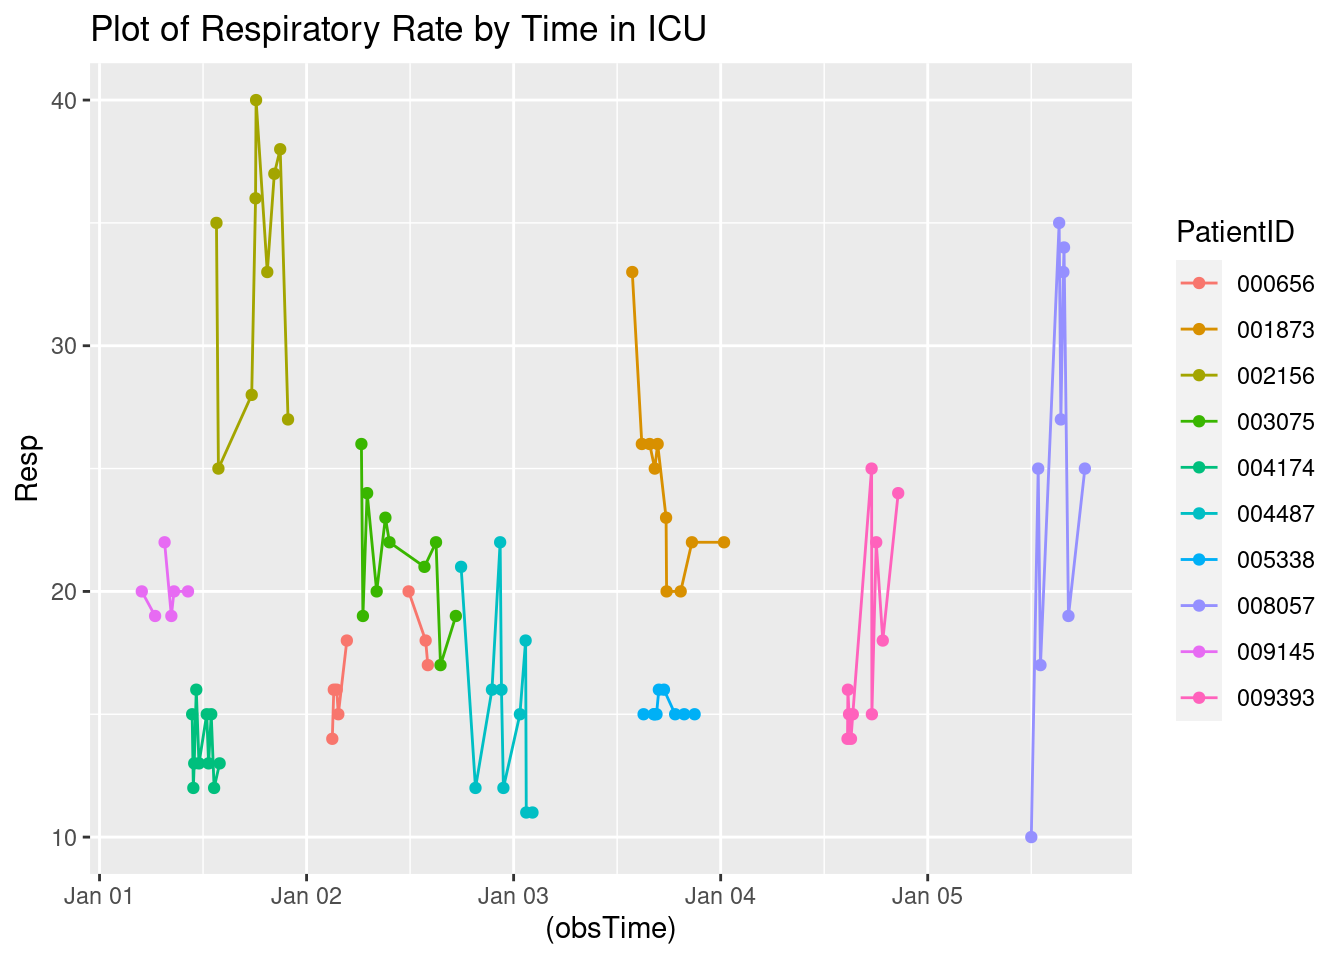 Plot of Respiratory Rate by Time in ICU
40
30
20
10
Resp
Jan 01
Jan 02
Jan 03
Jan 04
Jan 05
(obsTime)
PatientID
000656
001873
002156
003075
004174
004487
005338
008057
009145
009393